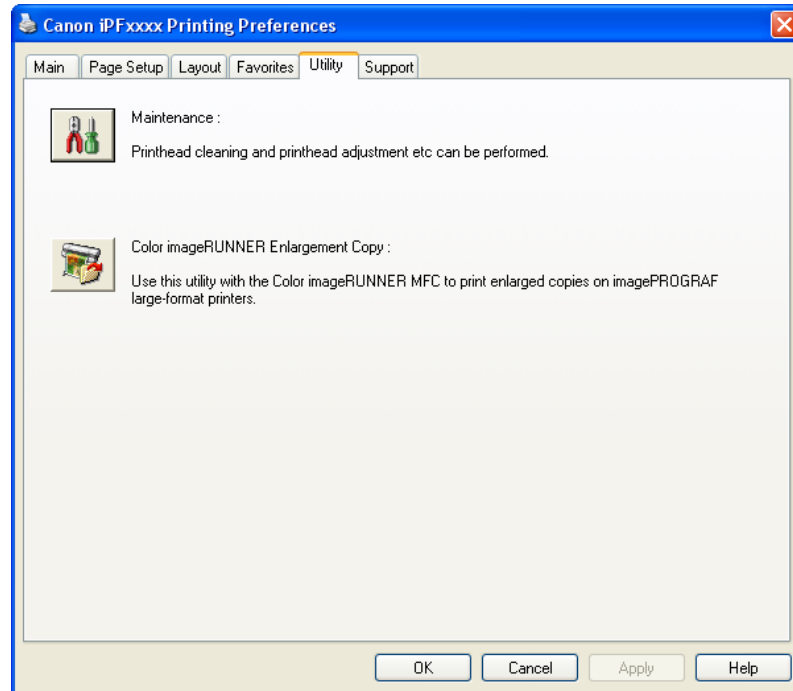 Canon iPFxxxx Printing Preferences
Main Page Setup Layout Favorites Utility Support
Maintenance :
Printhead cleaning and printhead adjustment etc can be performed.
Color imageRUNNER Enlargement Copy :
Use this utility with the Color imageRUNNER MFC to print enlarged copies on imagePROGRAF
large-format printers.
OK Cancel Apply Help